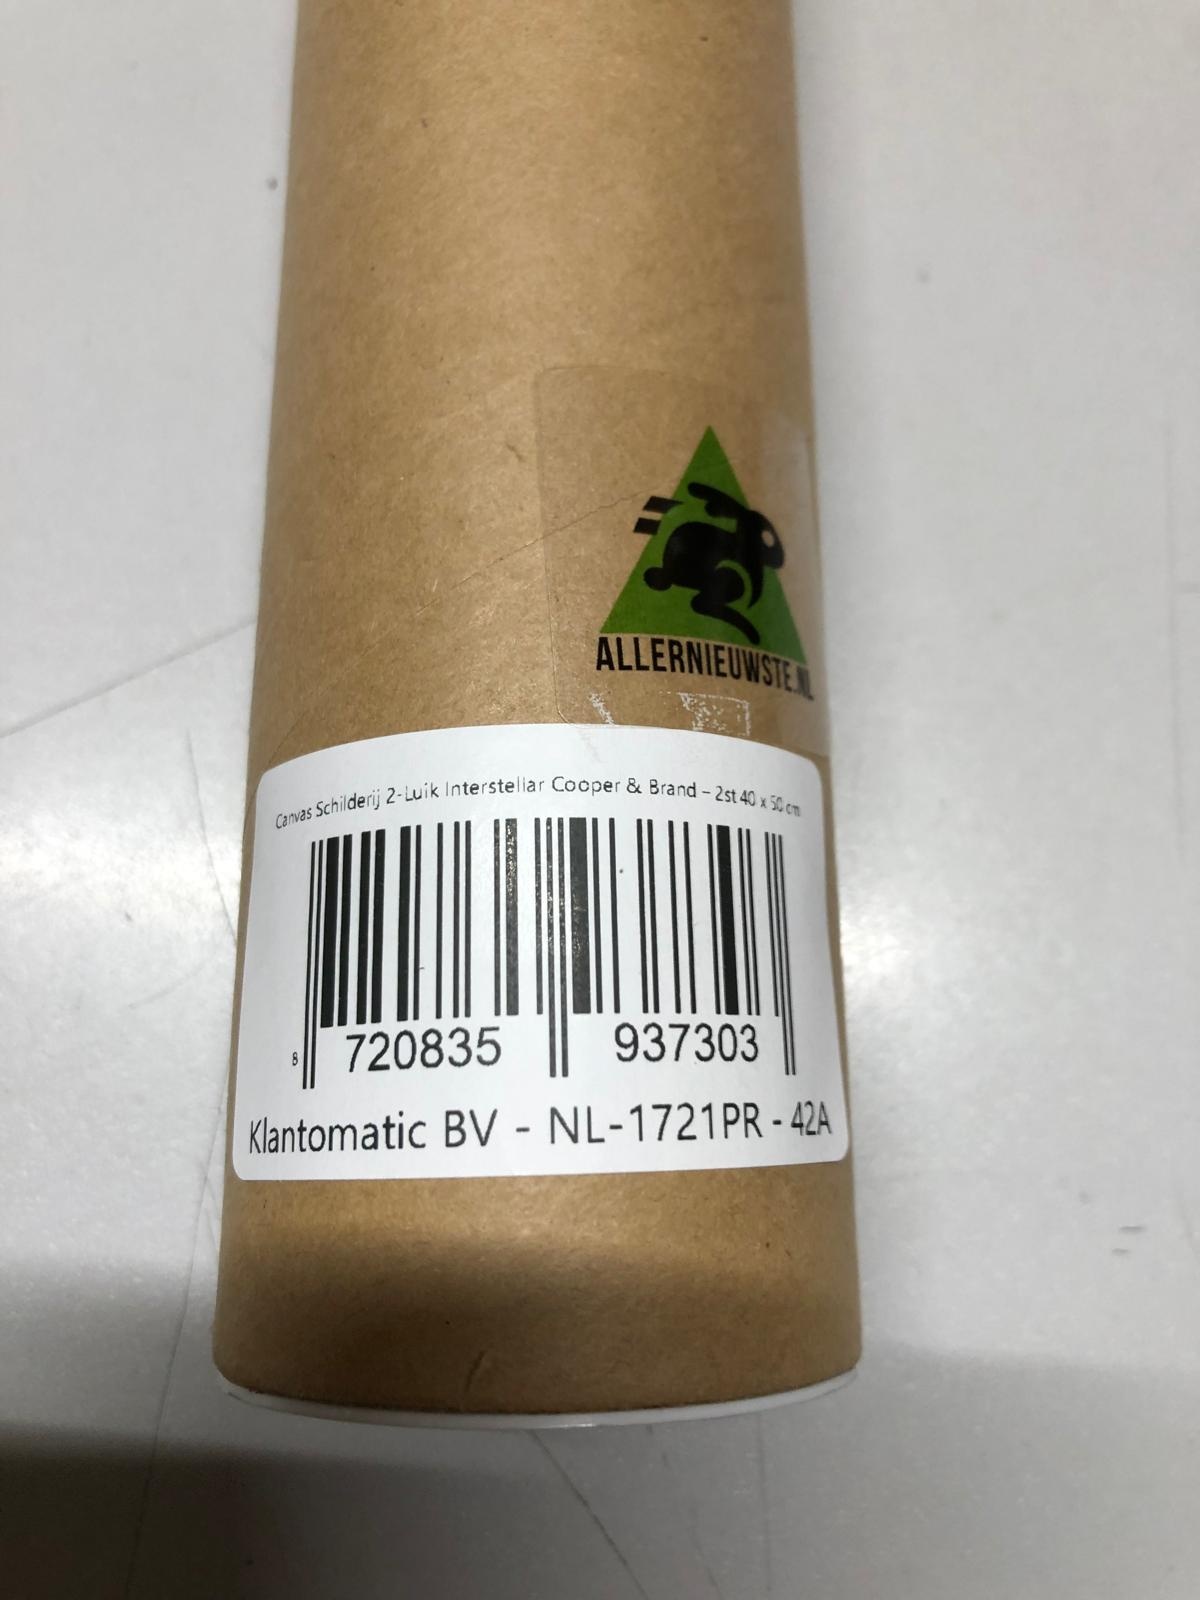 ALLERNIEUWSTE.NL
Canvas Schilderij 2-Luik Interstellar Cooper & Brand – 2st 40 x 50 cm
8 720835 937303
Klantomatic BV - NL-1721PR - 42A